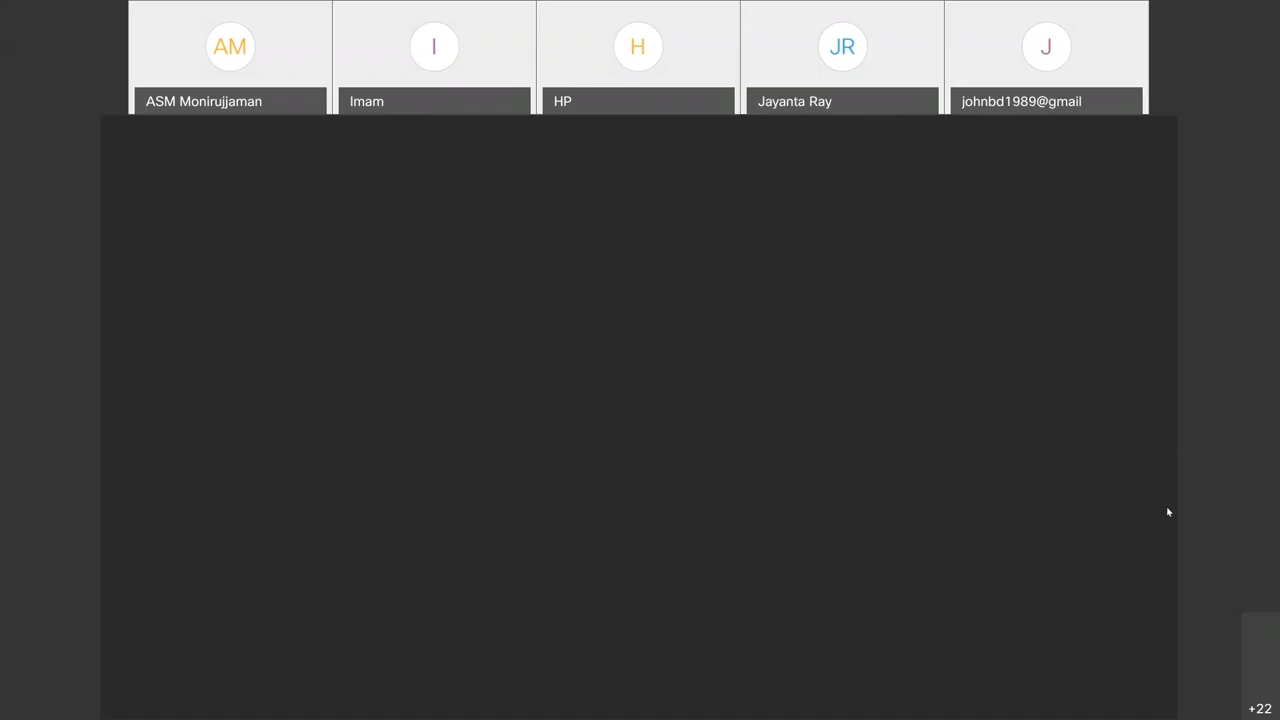 AM
I
H
JR
J
ASM Monirujjaman
Imam
HP
Jayanta Ray
johnbd1989@gmail
+22